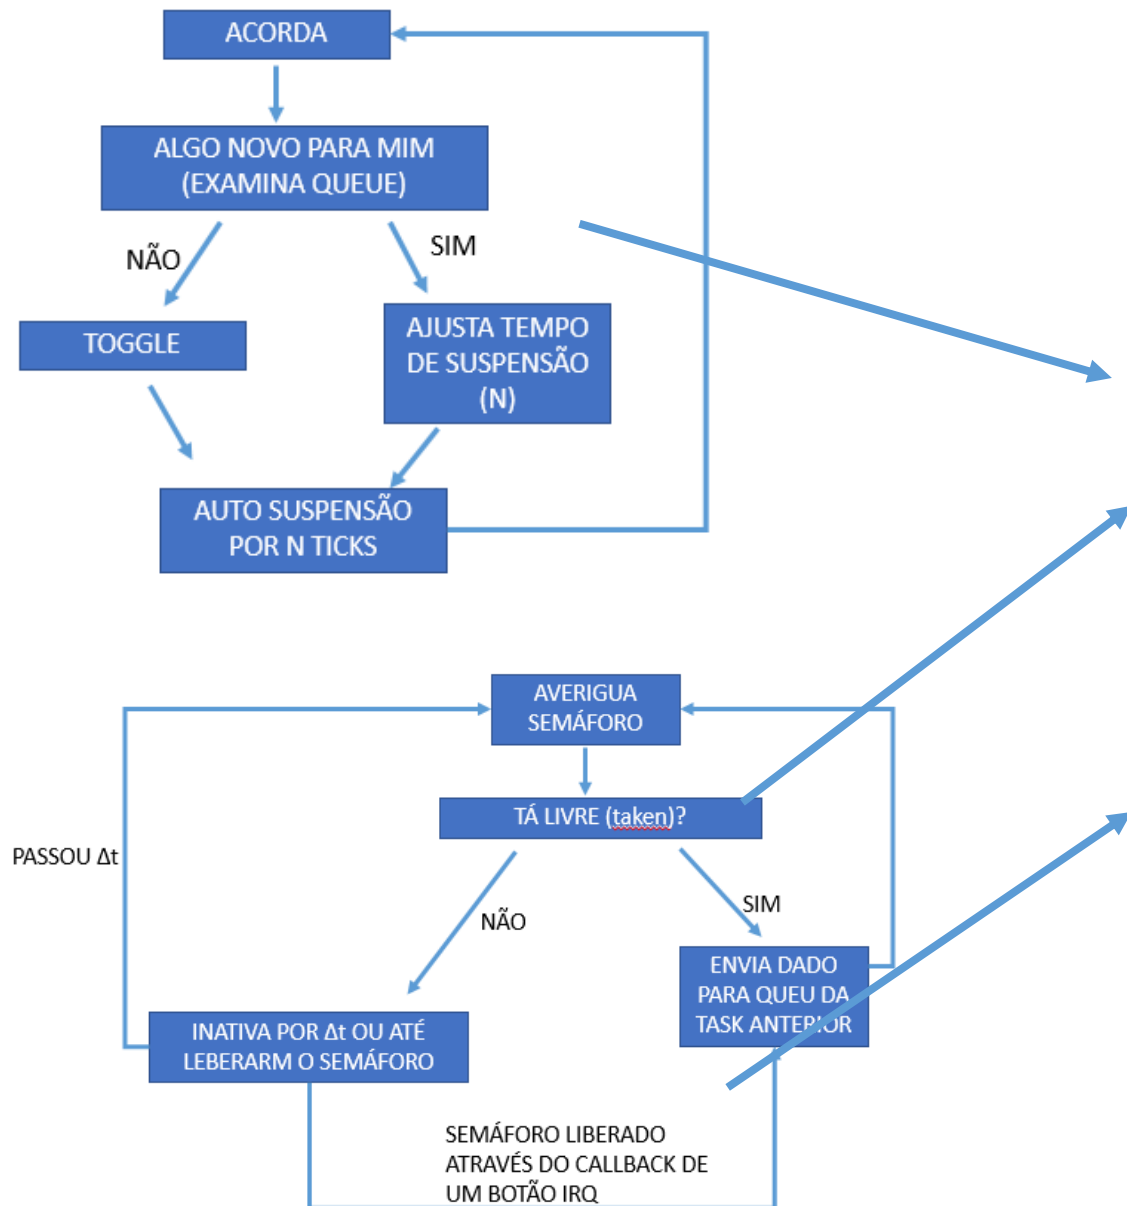 ACORDA
ALGO NOVO PARA MIM
(EXAMINA QUEUE)
NÃO
SIM
TOGGLE
AJUSTA TEMPO
DE SUSPENSÃO
(N)
AUTO SUSPENSÃO
POR N TICKS
AVERIGUA
SEMÁFORO
TÁ LIVRE (taken)?
PASSOU Δt
NÃO
SIM
ENVIA DADO
PARA QUEU DA
TASK ANTERIOR
INATIVA POR Δt OU ATÉ
LEBERARM O SEMÁFORO
SEMÁFORO LIBERADO
ATRAVÉS DO CALLBACK DE
UM BOTÃO IRQ